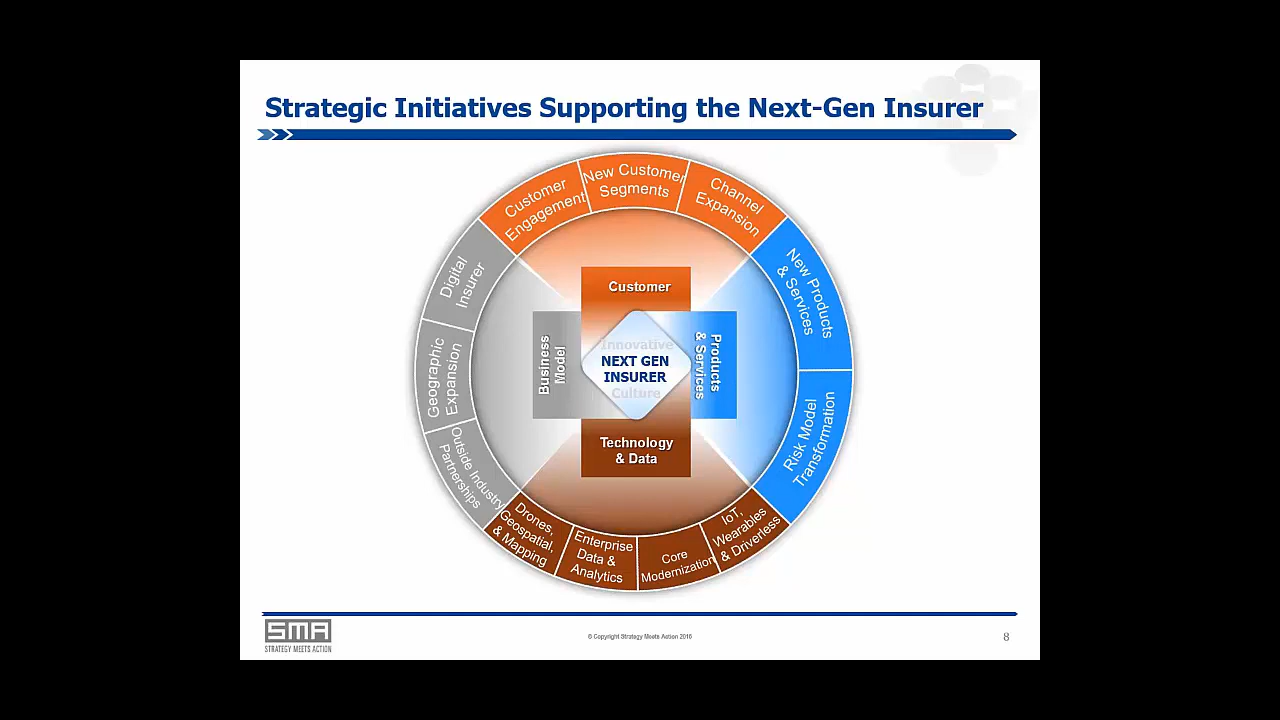 Strategic Initiatives Supporting the Next-Gen Insurer
Customer
Engagement
New Customer
Segments
Channel
Expansion
New Products
& Services
Risk Model
Transformation
IoT,
Wearables
& Driverless
Core
Modernization
Enterprise
Data &
Analytics
Drones,
Geospatial,
& Mapping
Outside Industry
Partnerships
Geographic
Expansion
Digital
Insurer
Customer
Products
& Services
Technology
& Data
Business
Model
Innovative
NEXT GEN
INSURER
Culture
SMA
STRATEGY MEETS ACTION
© Copyright Strategy Meets Action 2016
8